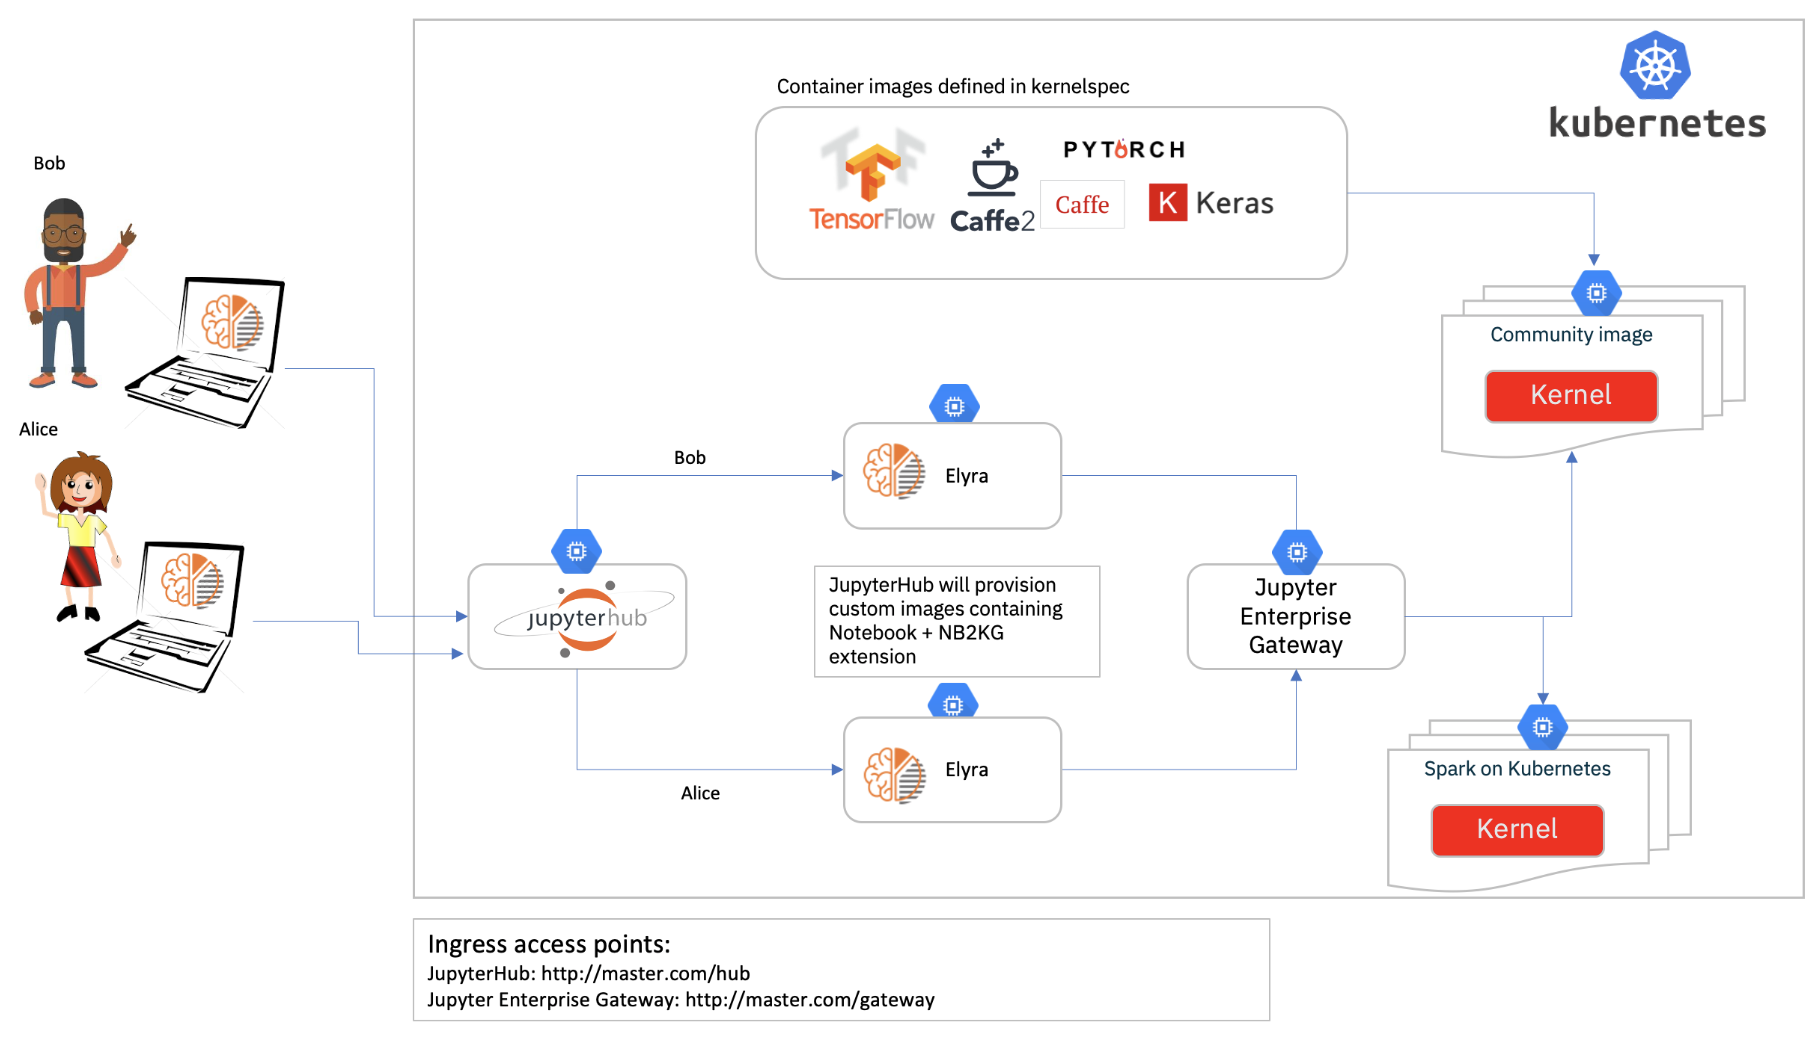 Container images defined in kernelspec
kubernetes
TensorFlow
Caffe2
PYTORCH
Caffe
K Keras
Bob
Alice
Community image
Kernel
Bob
Elyra
jupyterhub
JupyterHub will provision
custom images containing
Notebook + NB2KG
extension
Jupyter
Enterprise
Gateway
Elyra
Alice
Spark on Kubernetes
Kernel
Ingress access points:
JupyterHub: http://master.com/hub
Jupyter Enterprise Gateway: http://master.com/gateway